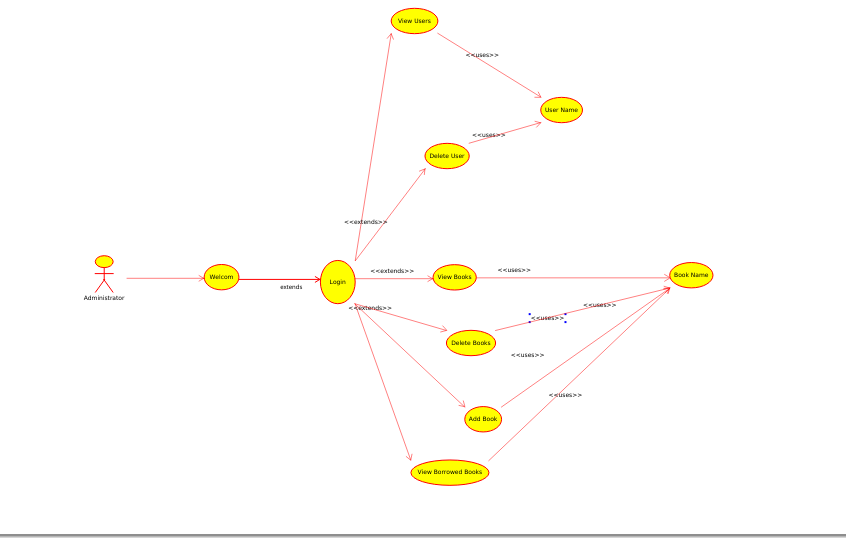 View Users
<<uses>>
User Name
<<uses>>
Delete User
<<extends>>
Administrator
Welcom
extends
Login
<<extends>>
View Books
<<uses>>
Book Name
<<extends>>
<<uses>>
<<uses>>
Delete Books
<<uses>>
<<uses>>
Add Book
View Borrowed Books